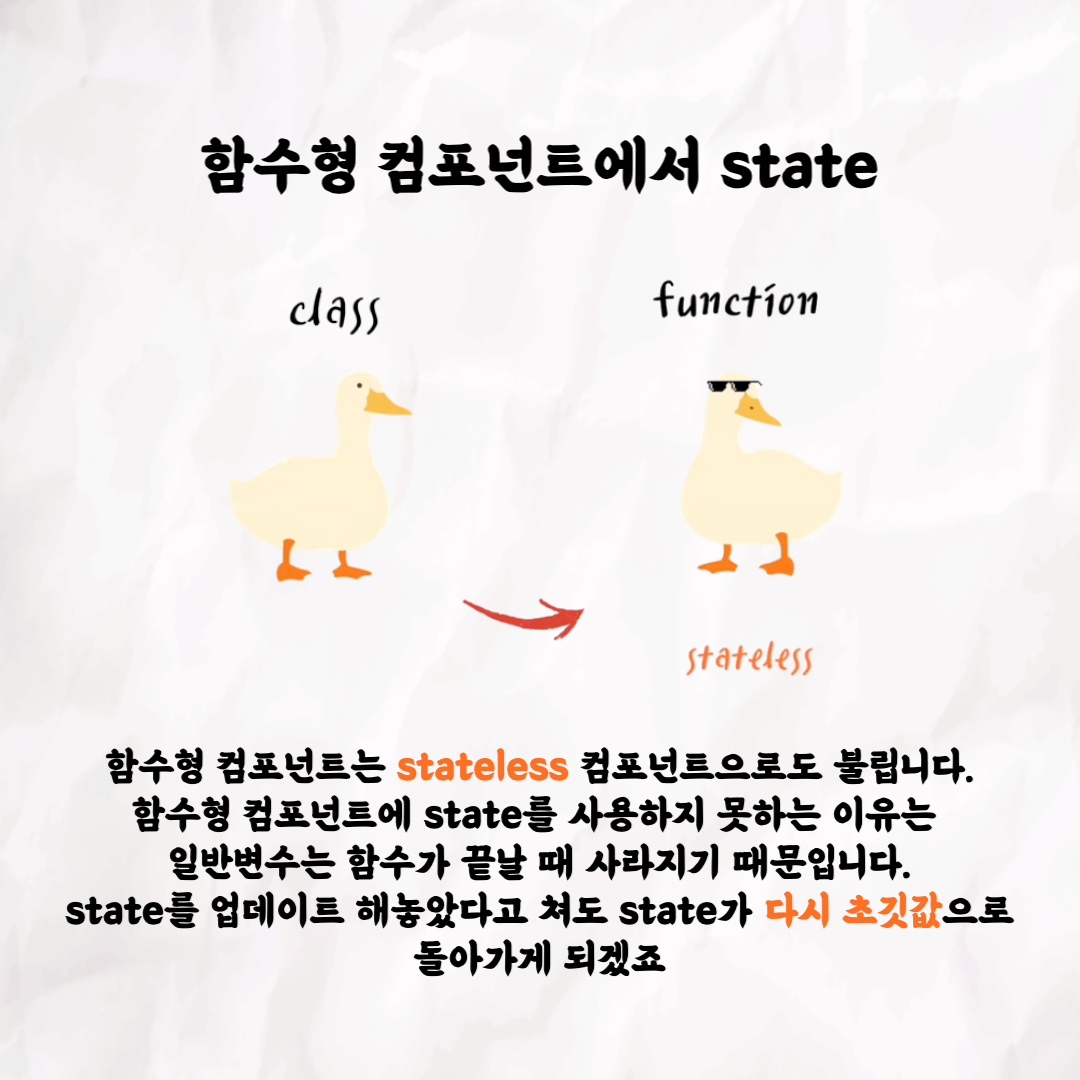 함수형 컴포넌트에서 state
class
function
stateless
함수형 컴포넌트는 stateless 컴포넌트으로도 불립니다.
함수형 컴포넌트에 state를 사용하지 못하는 이유는
일반변수는 함수가 끝날 때 사라지기 때문입니다.
state를 업데이트 해놓았다고 쳐도 state가 다시 초깃값으로
돌아가게 되겠죠